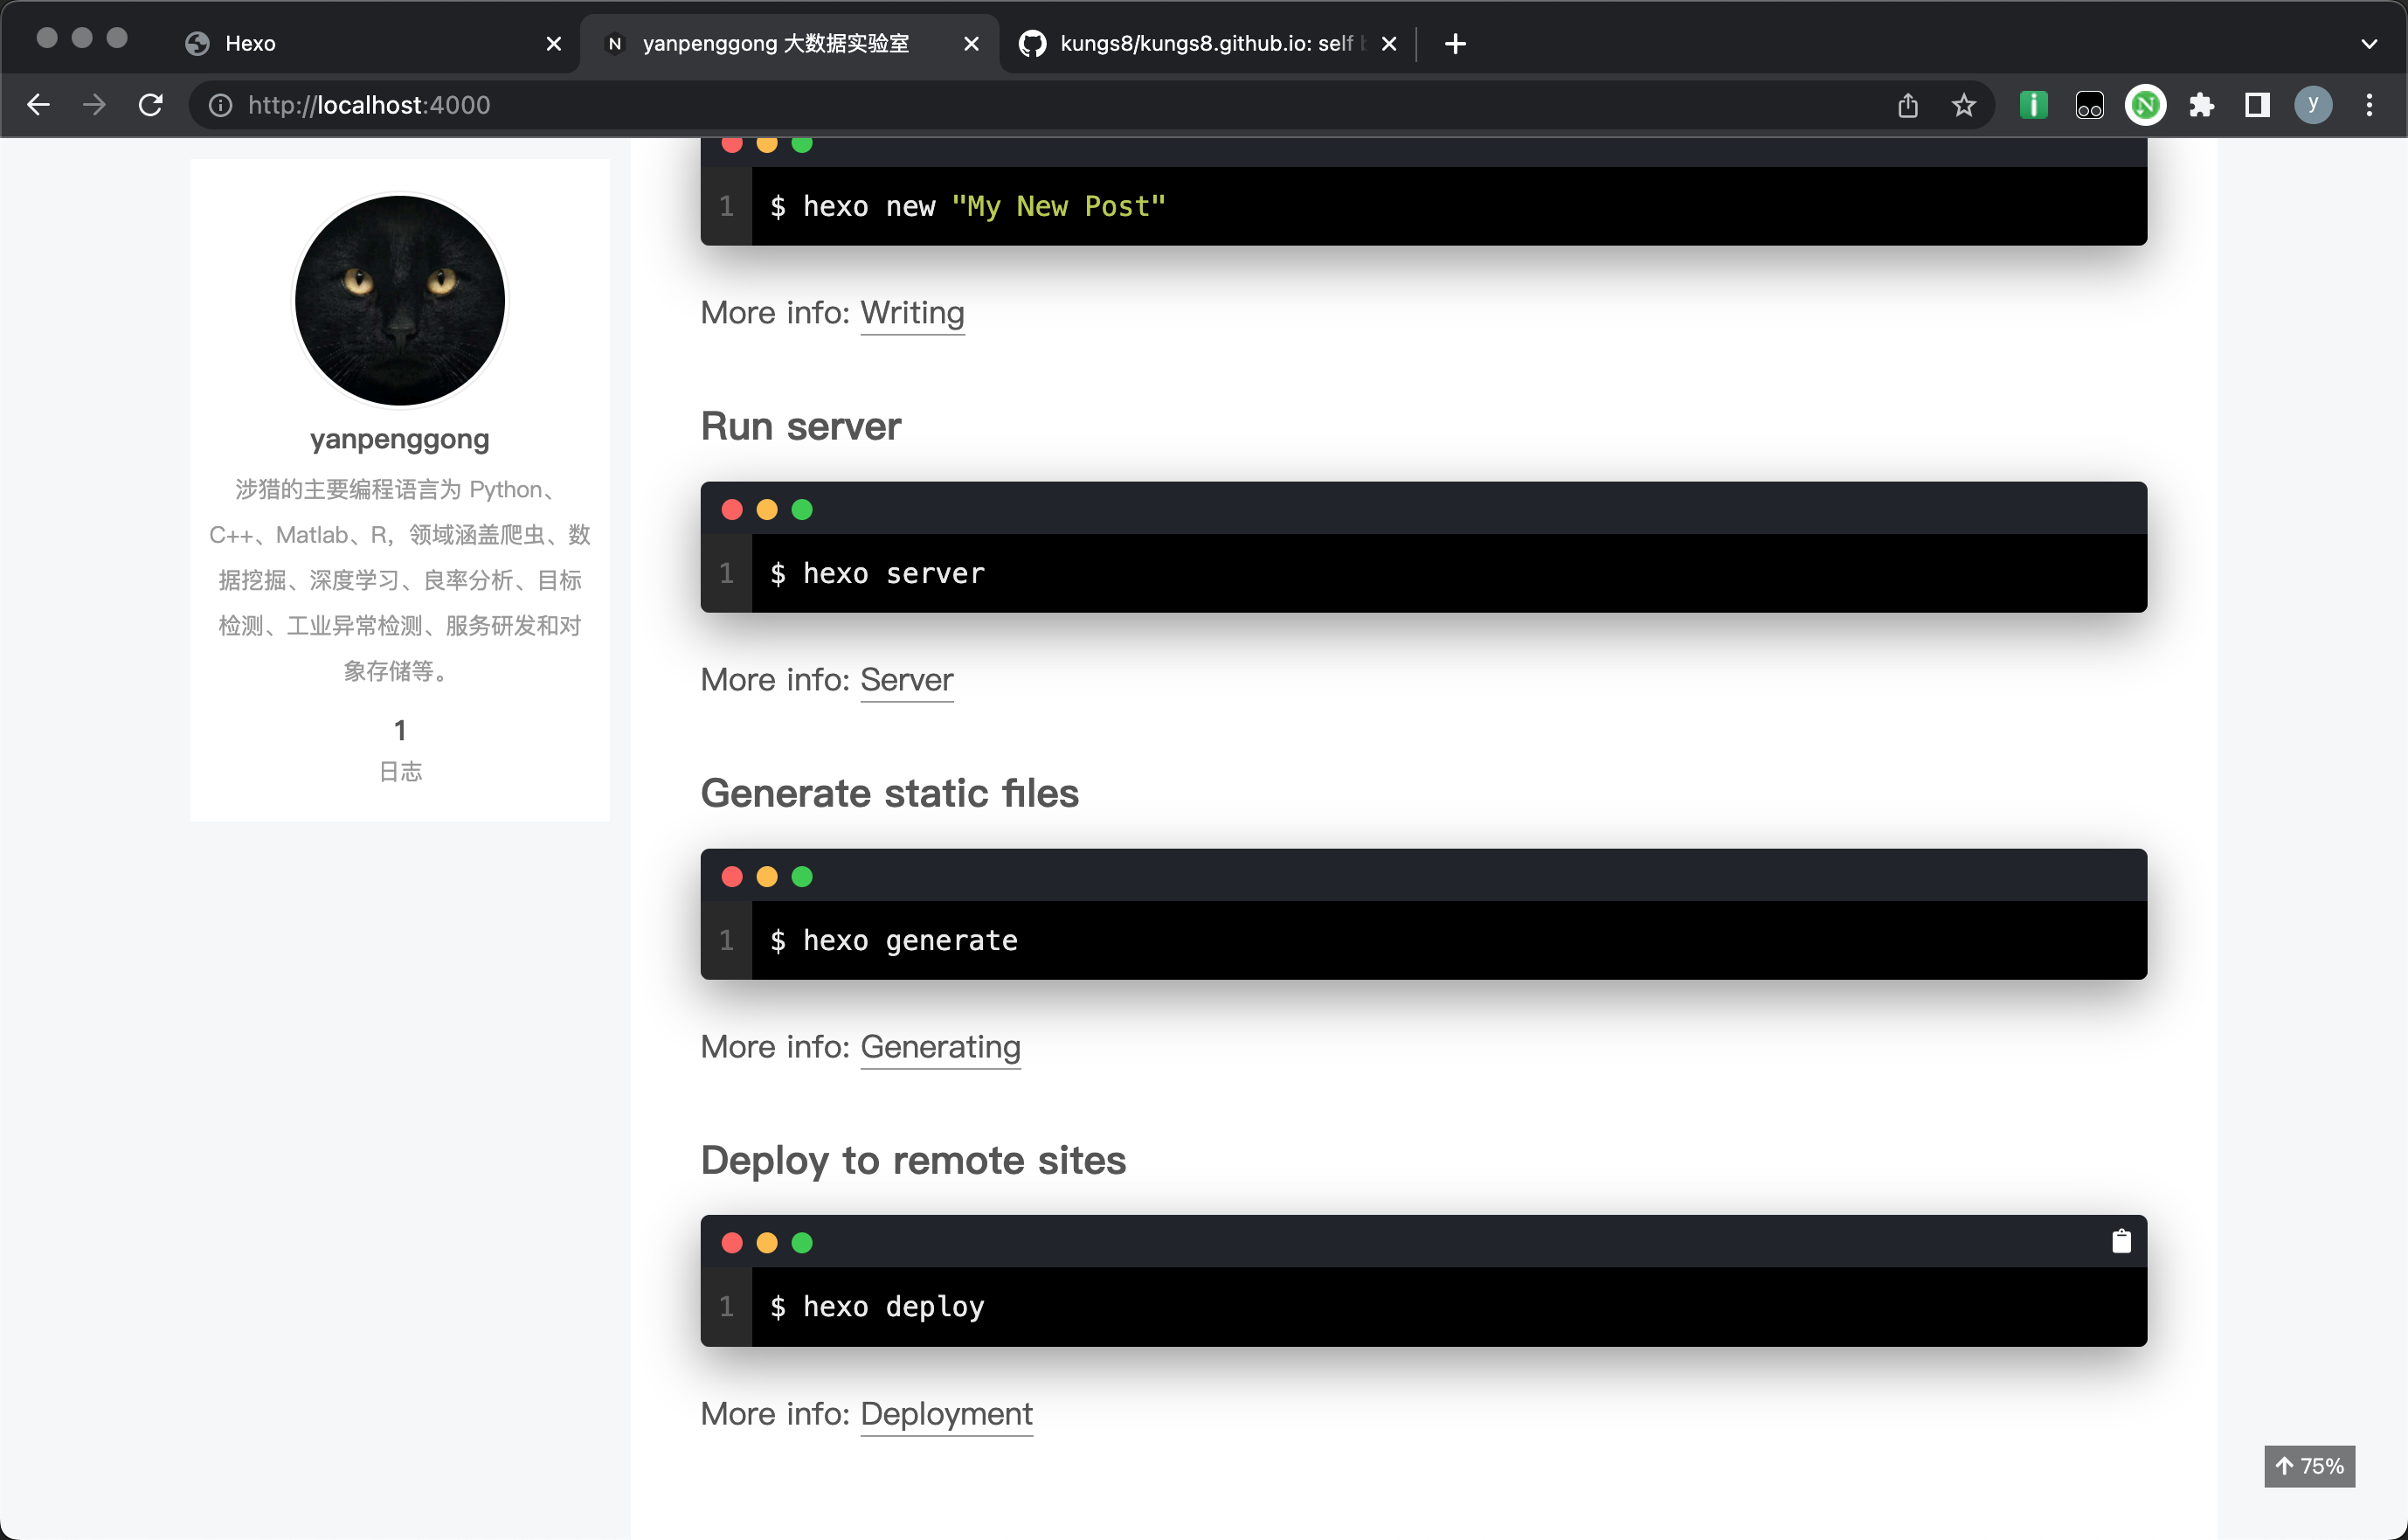 Hexo
N yanpenggong 大数据实验室
kungs8/kungs8.github.io: self
http://localhost:4000
N
y
yanpenggong
涉猎的主要编程语言为 Python、
C++、Matlab、R，领域涵盖爬虫、数
据挖掘、深度学习、良率分析、目标
检测、工业异常检测、服务研发和对
象存储等。
1
日志
1 $ hexo new "My New Post"
More info: Writing
Run server
1 $ hexo server
More info: Server
Generate static files
1 $ hexo generate
More info: Generating
Deploy to remote sites
1 $ hexo deploy
More info: Deployment
75%